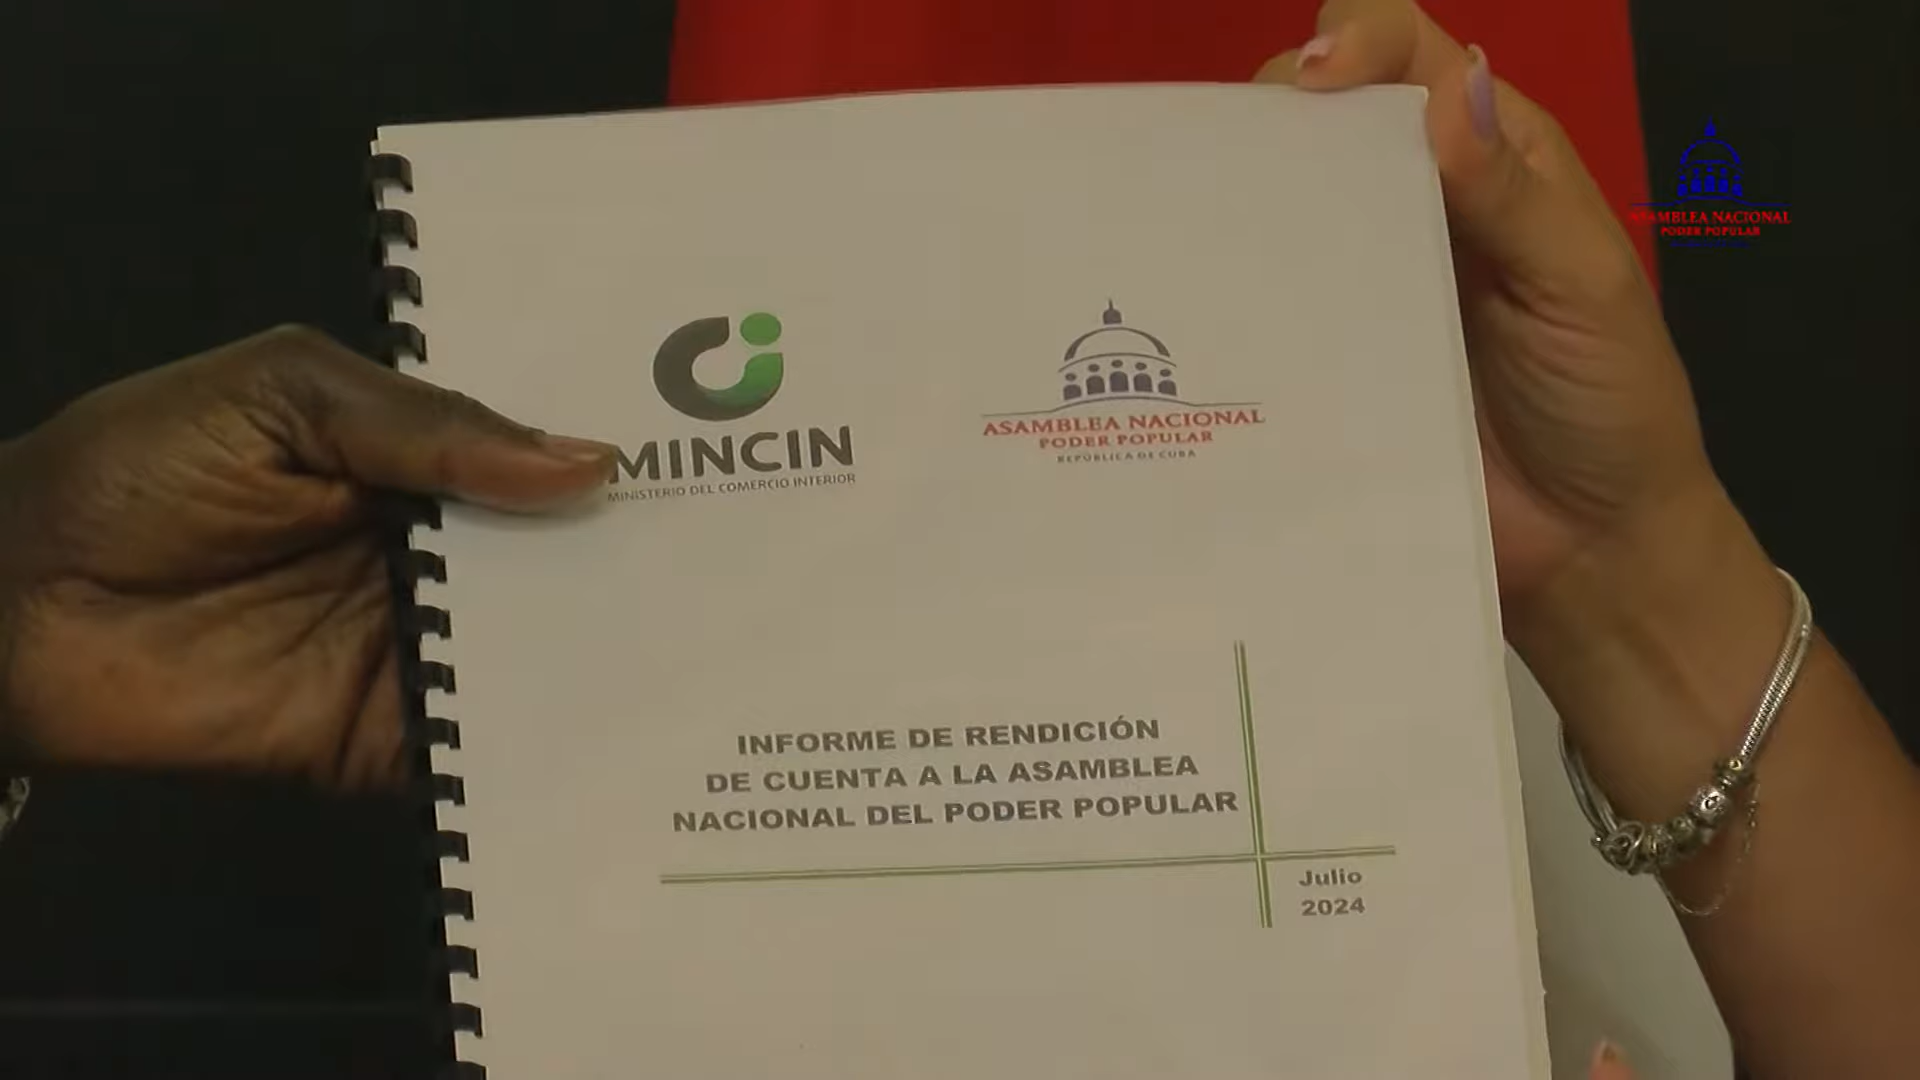 ASAMBLEA NACIONAL
PODER POPULAR
MINCIN
MINISTERIO DEL COMERCIO INTERIOR
ASAMBLEA NACIONAL
PODER POPULAR
REPÚBLICA DE CUBA
INFORME DE RENDICIÓN
DE CUENTA A LA ASAMBLEA
NACIONAL DEL PODER POPULAR
Julio
2024